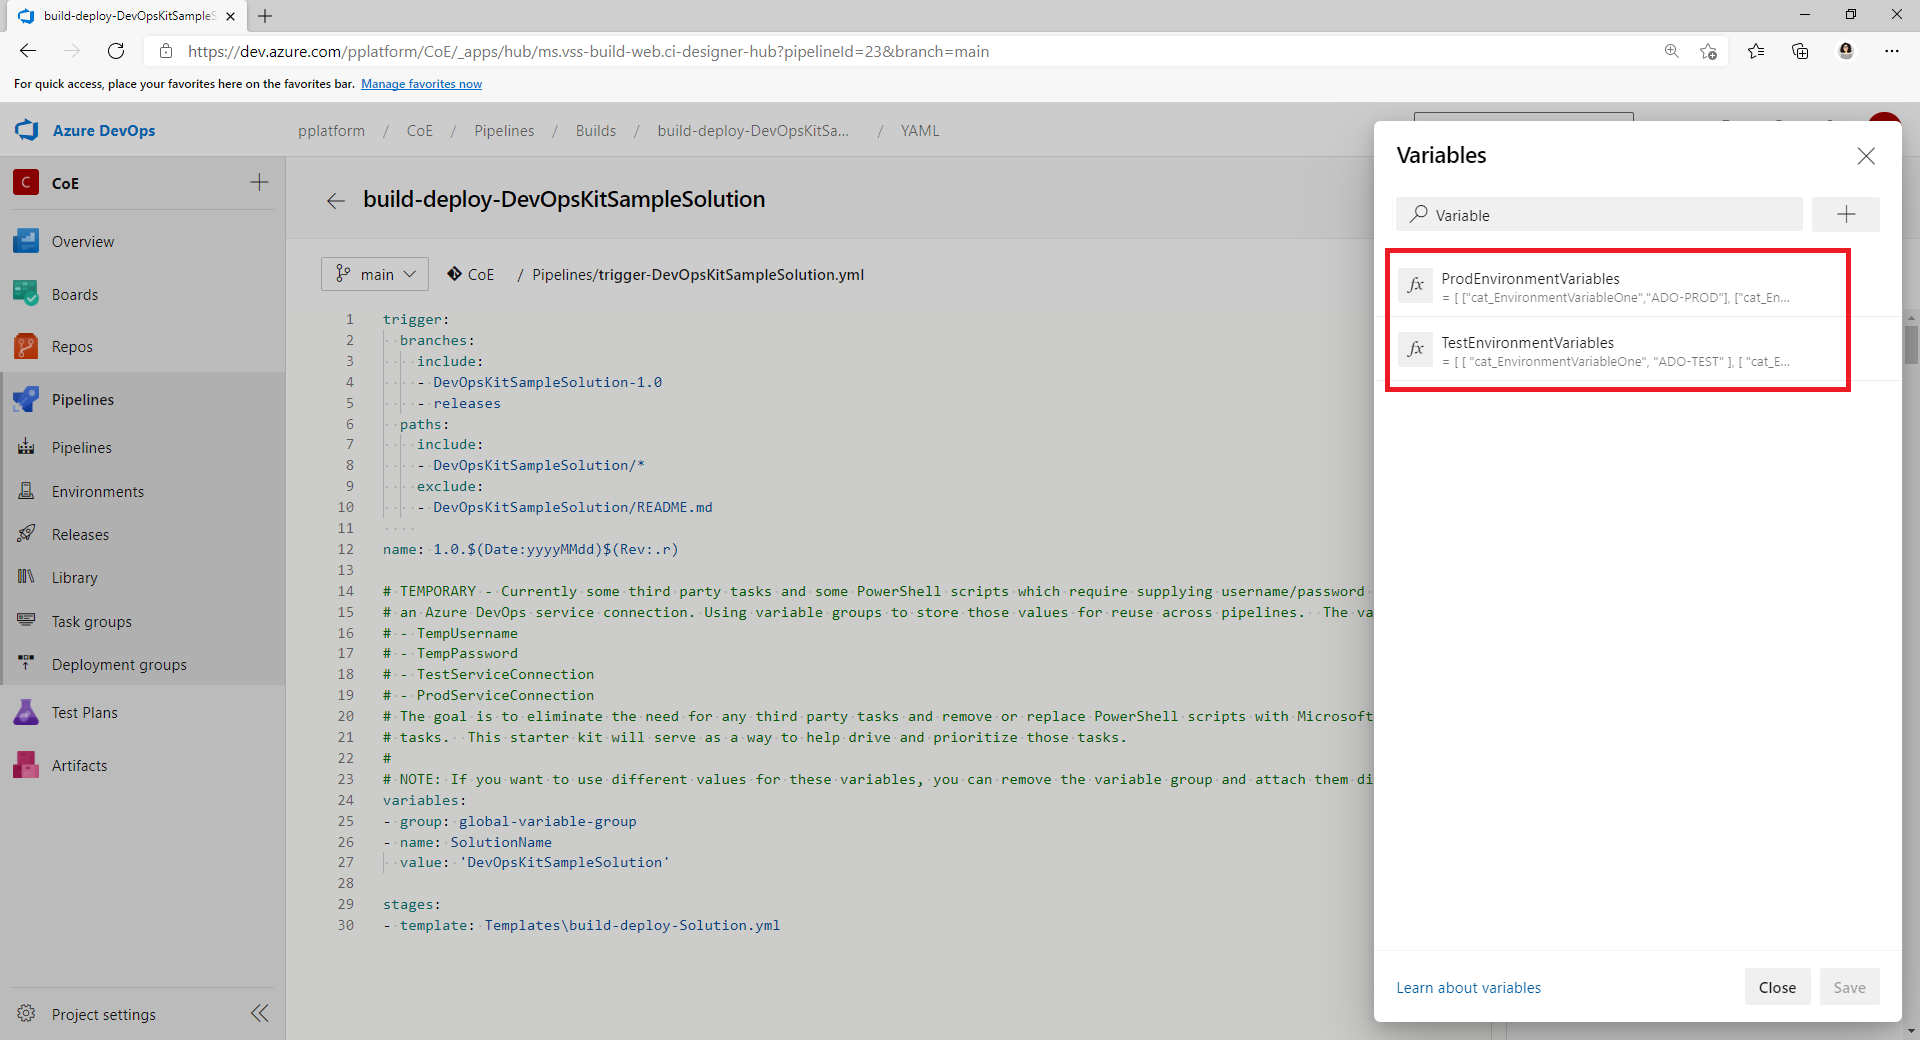 build-deploy-DevOpsKitSampleS
https://dev.azure.com/pplatform/CoE/_apps/hub/ms.vss-build-web.ci-designer-hub?pipelineId=23&branch=main
For quick access, place your favorites here on the favorites bar. Manage favorites now
Azure DevOps
pplatform / CoE / Pipelines / Builds / build-deploy-DevOpsKitSa... / YAML
C CoE
Overview
Boards
Repos
Pipelines
Pipelines
Environments
Releases
Library
Task groups
Deployment groups
Test Plans
Artifacts
Project settings
build-deploy-DevOpsKitSampleSolution
main CoE / Pipelines/trigger-DevOpsKitSampleSolution.yml
1 trigger:
2 branches:
3 include:
4 - DevOpsKitSampleSolution-1.0
5 - releases
6 paths:
7 include:
8 - DevOpsKitSampleSolution/*
9 exclude:
10 - DevOpsKitSampleSolution/README.md
11
12 name: 1.0.$(Date:yyyyMMdd)$(Rev:.r)
13
14 # TEMPORARY - Currently some third party tasks and some PowerShell scripts which require supplying username/password
15 # an Azure DevOps service connection. Using variable groups to store those values for reuse across pipelines. The va
16 # - TempUsername
17 # - TempPassword
18 # - TestServiceConnection
19 # - ProdServiceConnection
20 # The goal is to eliminate the need for any third party tasks and remove or replace PowerShell scripts with Microsoft
21 # tasks. This starter kit will serve as a way to help drive and prioritize those tasks.
22 #
23 # NOTE: If you want to use different values for these variables, you can remove the variable group and attach them di
24 variables:
25 - group: global-variable-group
26 - name: SolutionName
27 value: 'DevOpsKitSampleSolution'
28
29 stages:
30 - template: Templates\build-deploy-Solution.yml
Variables
Variable
fx ProdEnvironmentVariables
= [ ["cat_EnvironmentVariableOne","ADO-PROD"], ["cat_En...
fx TestEnvironmentVariables
= [ [ "cat_EnvironmentVariableOne", "ADO-TEST" ], [ "cat_E...
Learn about variables
Close
Save